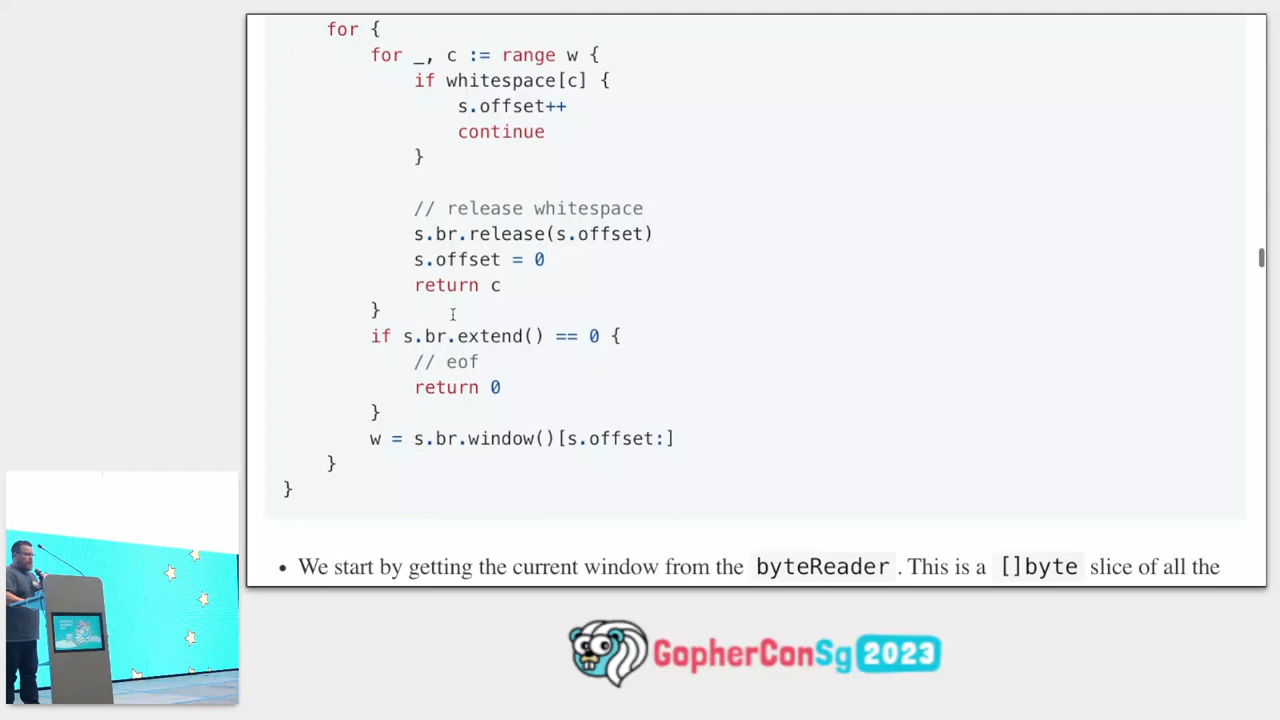 for {
for _, c := range w {
if whitespace[c] {
s.offset++
continue
}
// release whitespace
s.br.release(s.offset)
s.offset = 0
return c
}
if s.br.extend() == 0 {
// eof
return 0
}
w = s.br.window()[s.offset:]
}
}
• We start by getting the current window from the byteReader. This is a []byte slice of all the
GopherConSg 2023